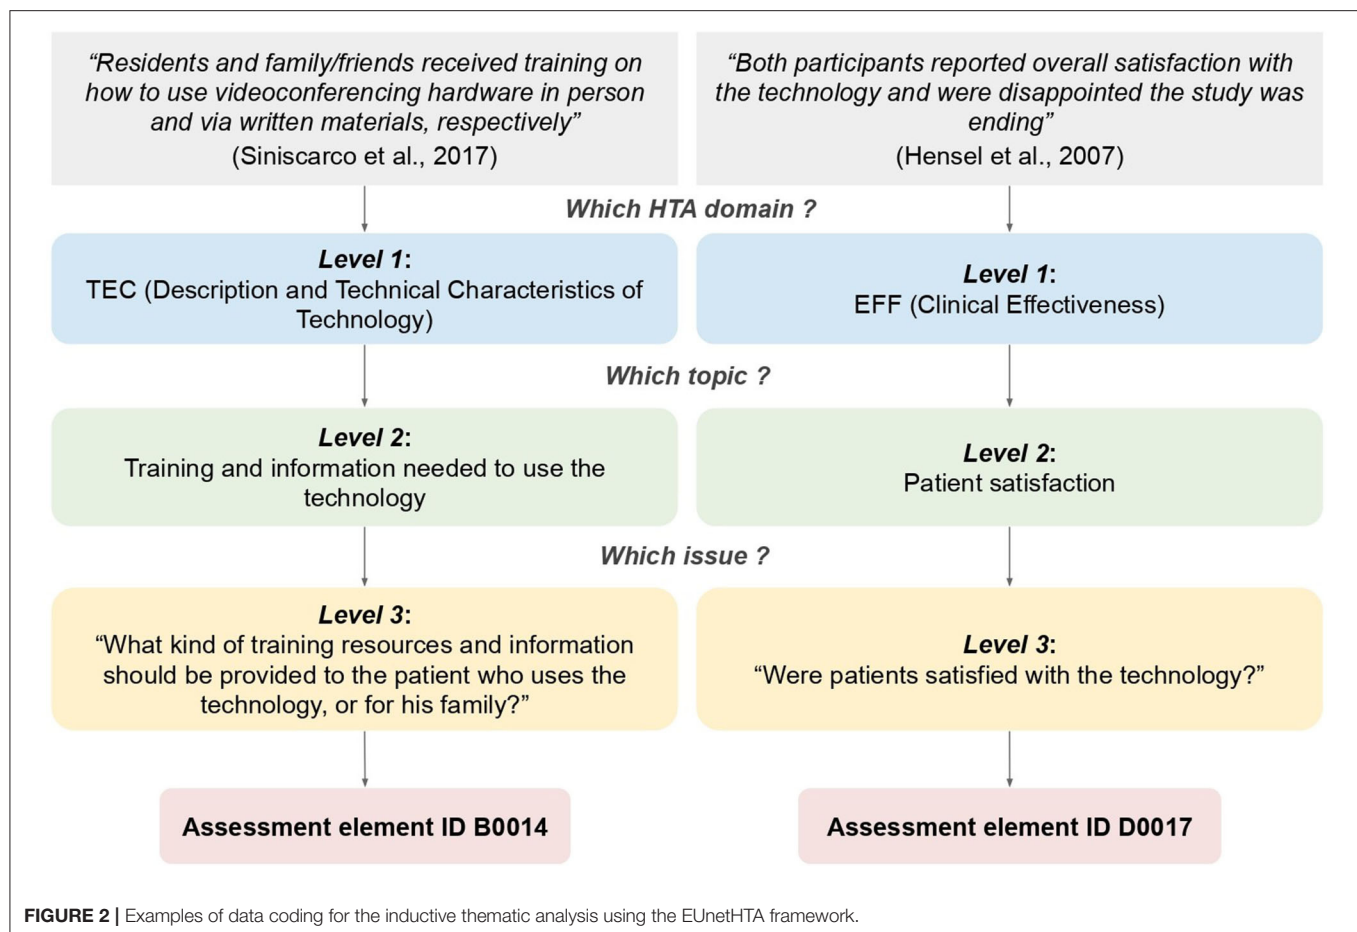 “Residents and family/friends received training on
how to use videoconferencing hardware in person
and via written materials, respectively”
(Siniscarco et al., 2017)
“Both participants reported overall satisfaction with
the technology and were disappointed the study was
ending”
(Hensel et al., 2007)
Which HTA domain ?
Level 1:
TEC (Description and Technical Characteristics of
Technology)
Level 1:
EFF (Clinical Effectiveness)
Which topic ?
Level 2:
Training and information needed to use the
technology
Level 2:
Patient satisfaction
Which issue ?
Level 3:
“What kind of training resources and information
should be provided to the patient who uses the
technology, or for his family?”
Level 3:
“Were patients satisfied with the technology?”
Assessment element ID B0014
Assessment element ID D0017
FIGURE 2 | Examples of data coding for the inductive thematic analysis using the EUnetHTA framework.